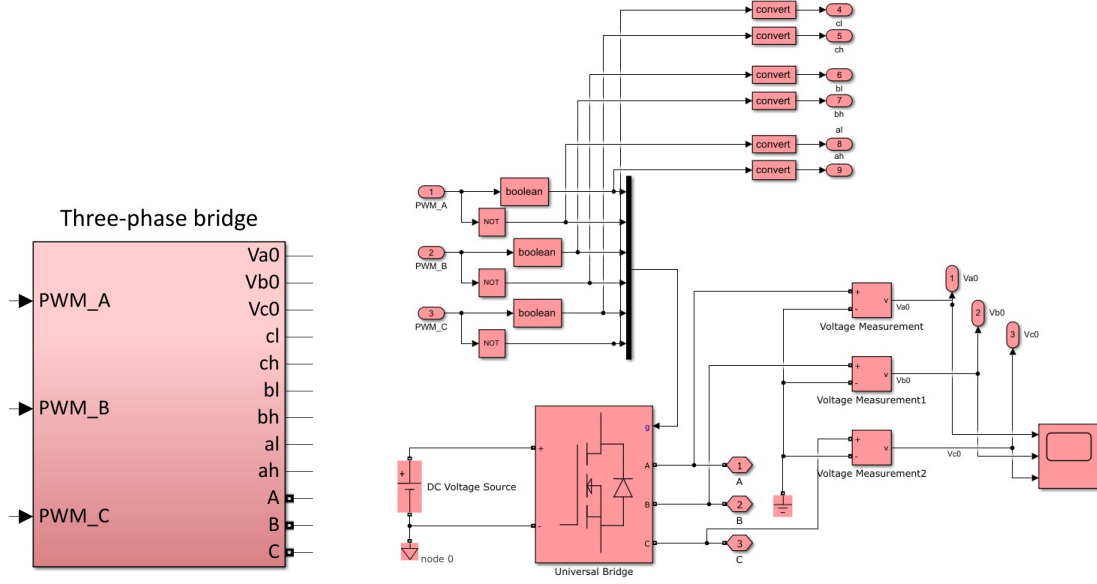 Three-phase bridge
PWM_A
PWM_B
PWM_C
Va0
Vb0
Vc0
cl
ch
bl
bh
al
ah
A
B
C
convert
4
cl
convert
5
ch
convert
6
bl
convert
7
bh
al
convert
8
ah
convert
9
1
PWM_A
boolean
NOT
2
PWM_B
boolean
NOT
3
PWM_C
boolean
NOT
+
-
v
Va0
Voltage Measurement
1
Va0
2
Vb0
3
Vc0
+
-
v
Vb0
Voltage Measurement1
+
-
v
Vc0
Voltage Measurement2
+
DC Voltage Source
node 0
+
-
g
A
B
C
Universal Bridge
1
A
2
B
3
C